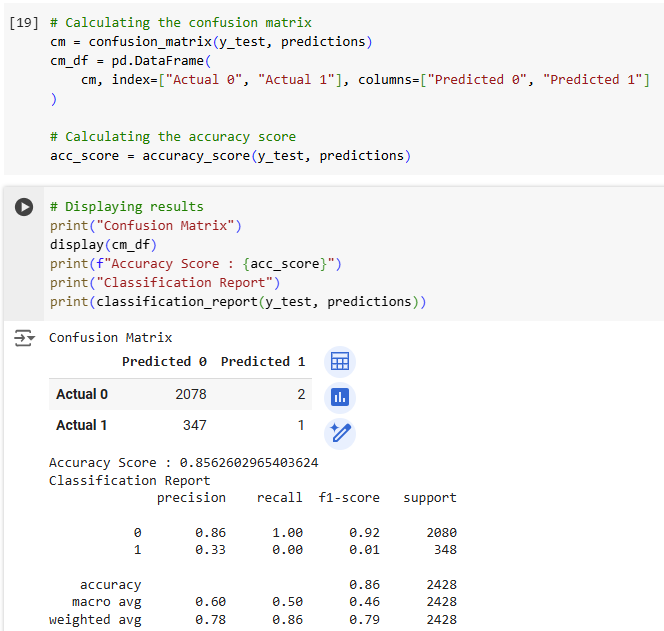 [19] # Calculating the confusion matrix
cm = confusion_matrix(y_test, predictions)
cm_df = pd.DataFrame(
    cm, index=["Actual 0", "Actual 1"], columns=["Predicted 0", "Predicted 1"]
)
# Calculating the accuracy score
acc_score = accuracy_score(y_test, predictions)
# Displaying results
print("Confusion Matrix")
display(cm_df)
print(f"Accuracy Score : {acc_score}")
print("Classification Report")
print(classification_report(y_test, predictions))
Confusion Matrix
Predicted 0 Predicted 1
Actual 0 2078 2
Actual 1 347 1
Accuracy Score : 0.8562602965403624
Classification Report
precision recall f1-score support
0 0.86 1.00 0.92 2080
1 0.33 0.00 0.01 348
accuracy 0.86 2428
macro avg 0.60 0.50 0.46 2428
weighted avg 0.78 0.86 0.79 2428